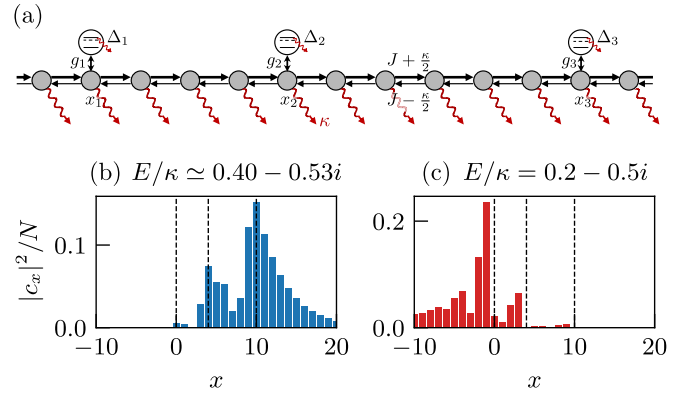 (a)
Δ₁ Δ₂ Δ₃
g₁ g₂ J + κ/2 g₃
x₁ x₂ J − κ/2 x₃
κ
(b) E/κ ≃ 0.40 − 0.53i (c) E/κ = 0.2 − 0.5i
|cₓ|²/N
0.1
0.0
−10 0 10 20
x
0.2
0.0
−10 0 10 20
x